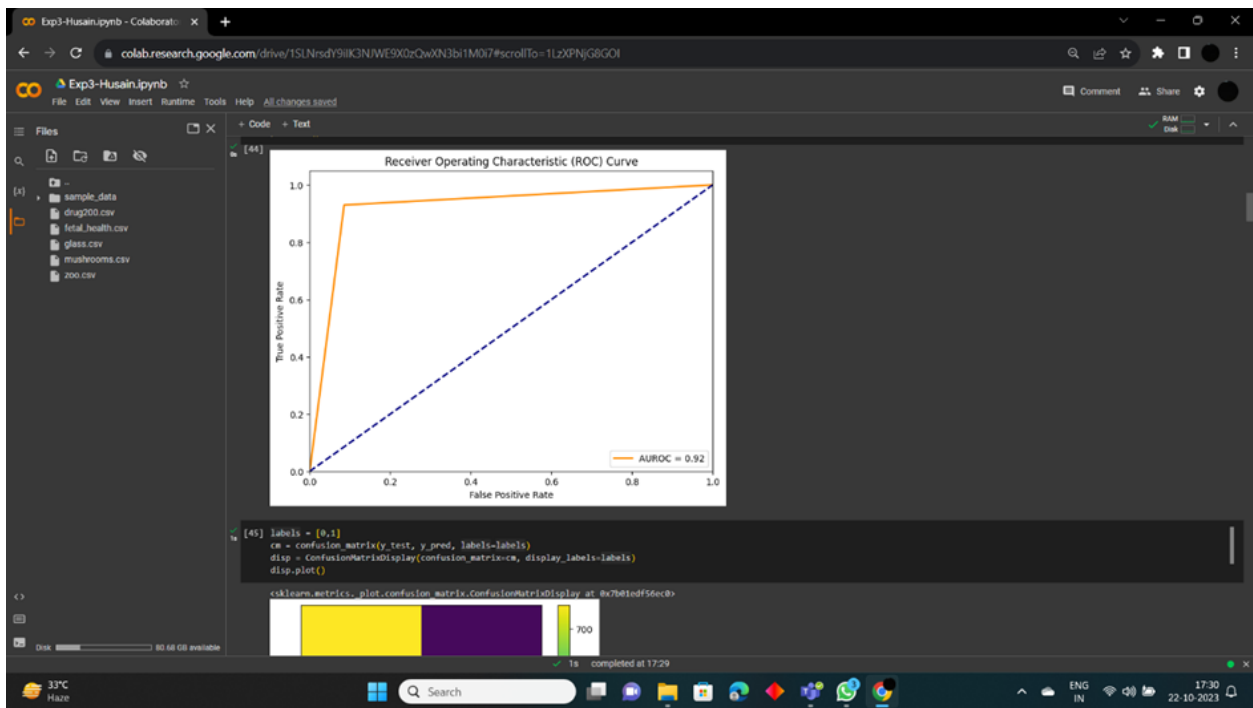 Exp3-Husain.ipynb - Colaborato
colab.research.google.com/drive/1SLNrsdY9iIK3NJWE9X0zQwXN3bi1M0i7#scrollTo=1LzXPNjG8GOI
Exp3-Husain.ipynb
File Edit View Insert Runtime Tools Help All changes saved
Comment Share
Files
+ Code + Text
RAM
Disk
{x}
..
sample_data
drug200.csv
fetal_health.csv
glass.csv
mushrooms.csv
zoo.csv
[44]
0s
Receiver Operating Characteristic (ROC) Curve
1.0
0.8
0.6
0.4
0.2
0.0
True Positive Rate
AUROC = 0.92
0.0 0.2 0.4 0.6 0.8 1.0
False Positive Rate
[45] labels = [0,1]
1s
cm = confusion_matrix(y_test, y_pred, labels=labels)
disp = ConfusionMatrixDisplay(confusion_matrix=cm, display_labels=labels)
disp.plot()
<sklearn.metrics._plot.confusion_matrix.ConfusionMatrixDisplay at 0x7b01edf56ec0>
700
Disk 80.68 GB available
1s completed at 17:29
33°C
Haze
Search
ENG
IN
17:30
22-10-2023